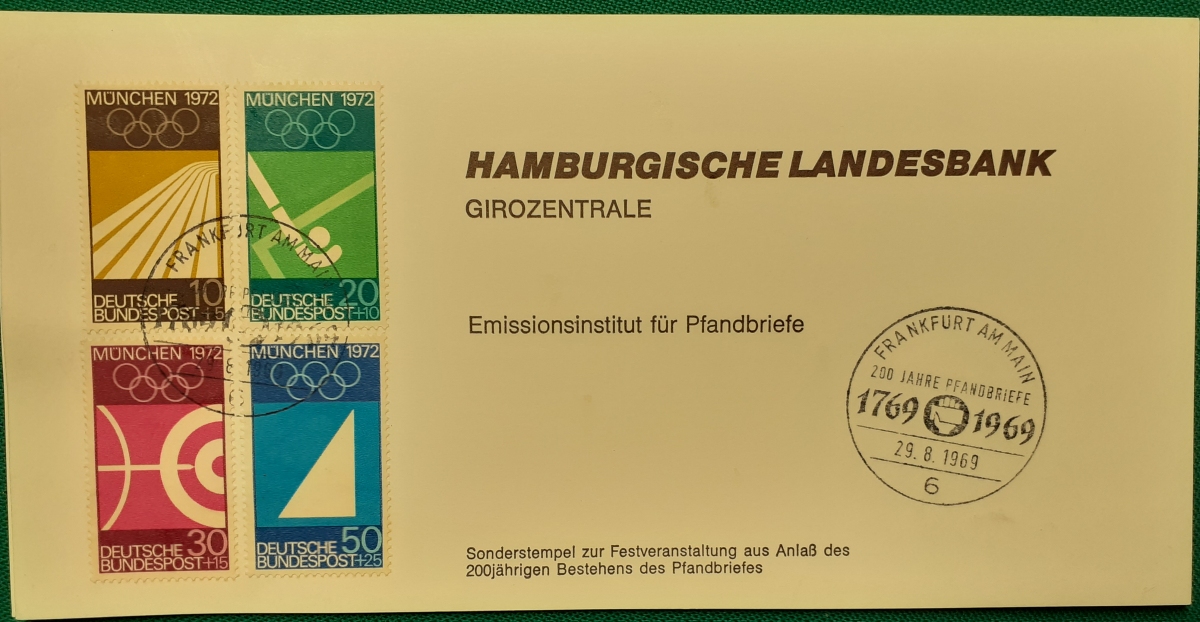 MÜNCHEN 1972
10
DEUTSCHE
BUNDESPOST+5
MÜNCHEN 1972
20
DEUTSCHE
BUNDESPOST+10
MÜNCHEN 1972
30
DEUTSCHE
BUNDESPOST+15
MÜNCHEN 1972
50
DEUTSCHE
BUNDESPOST+25
FRANKFURT AM MAIN
HAMBURGISCHE LANDESBANK
GIROZENTRALE
Emissionsinstitut für Pfandbriefe
FRANKFURT AM MAIN
200 JAHRE PFANDBRIEFE
1769 1969
29.8.1969
6
Sonderstempel zur Festveranstaltung aus Anlaß des
200jährigen Bestehens des Pfandbriefes